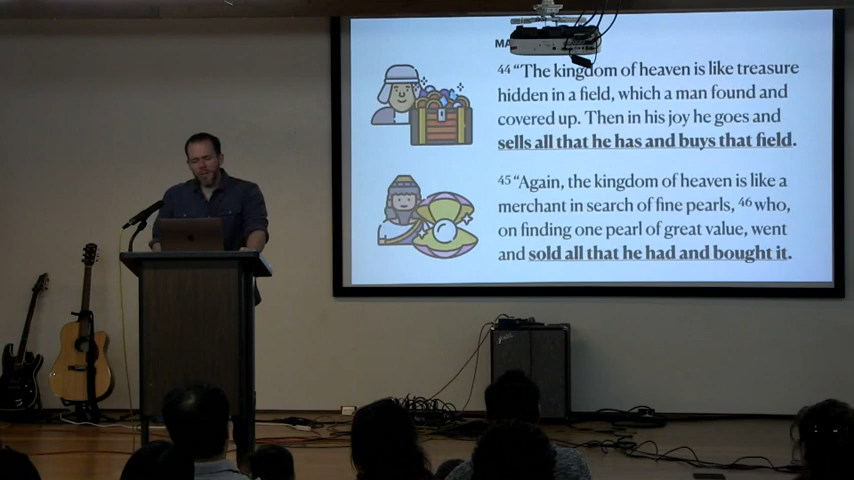 MA
44 “The kingdom of heaven is like treasure
hidden in a field, which a man found and
covered up. Then in his joy he goes and
sells all that he has and buys that field.
45 “Again, the kingdom of heaven is like a
merchant in search of fine pearls, 46 who,
on finding one pearl of great value, went
and sold all that he had and bought it.